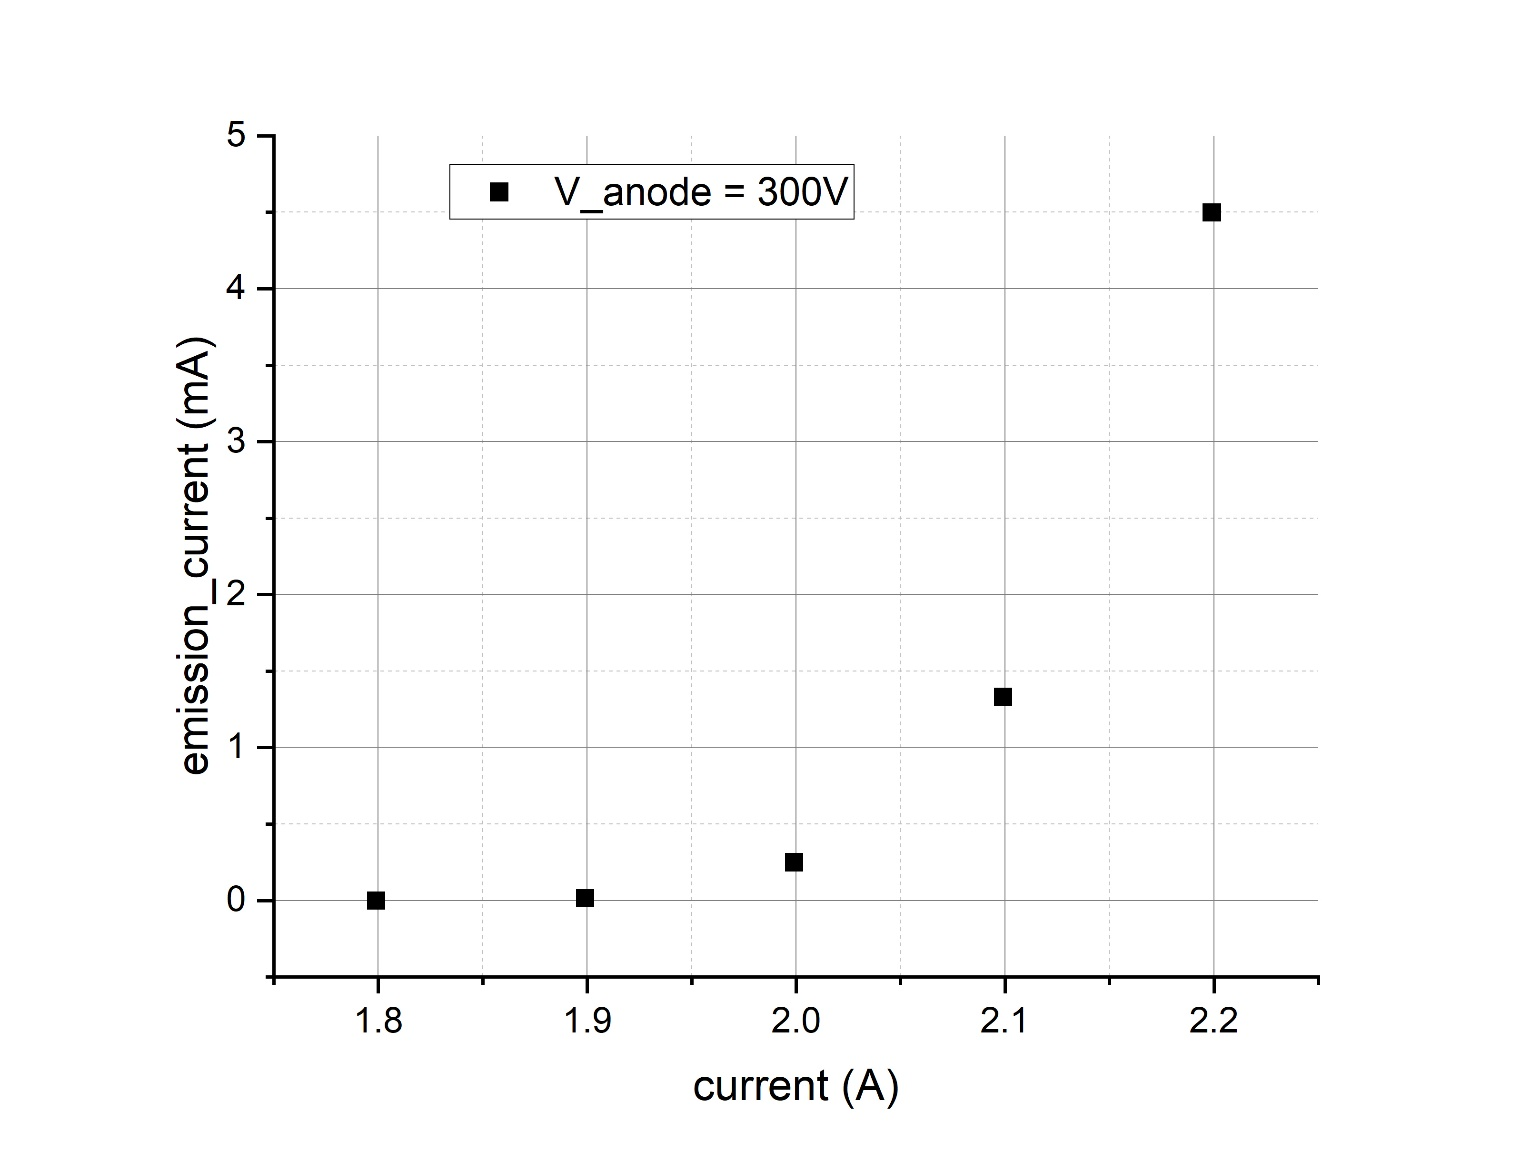 5
V_anode = 300V
4
3
2
1
0
emission_current (mA)
1.8 1.9 2.0 2.1 2.2
current (A)